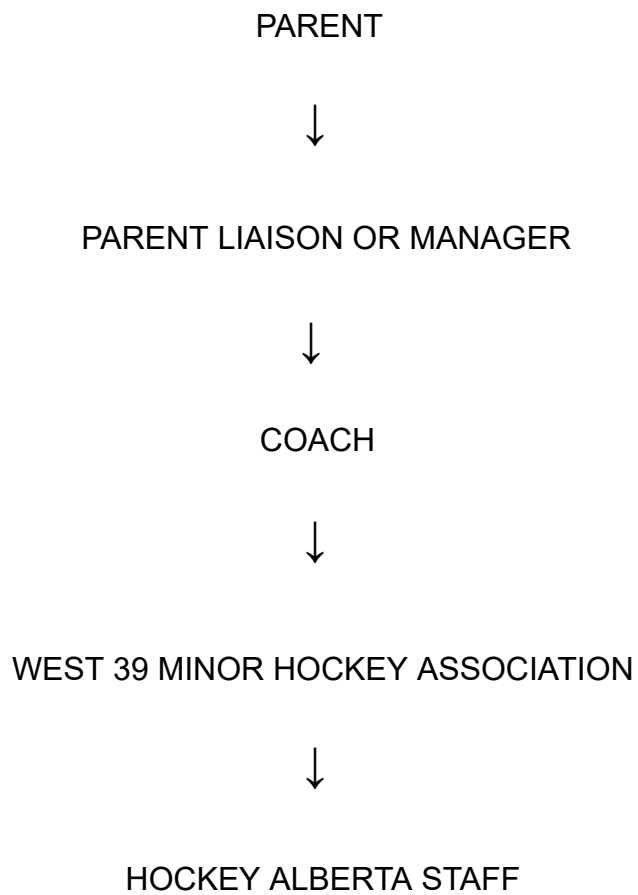 PARENT
↓
PARENT LIAISON OR MANAGER
↓
COACH
↓
WEST 39 MINOR HOCKEY ASSOCIATION
↓
HOCKEY ALBERTA STAFF